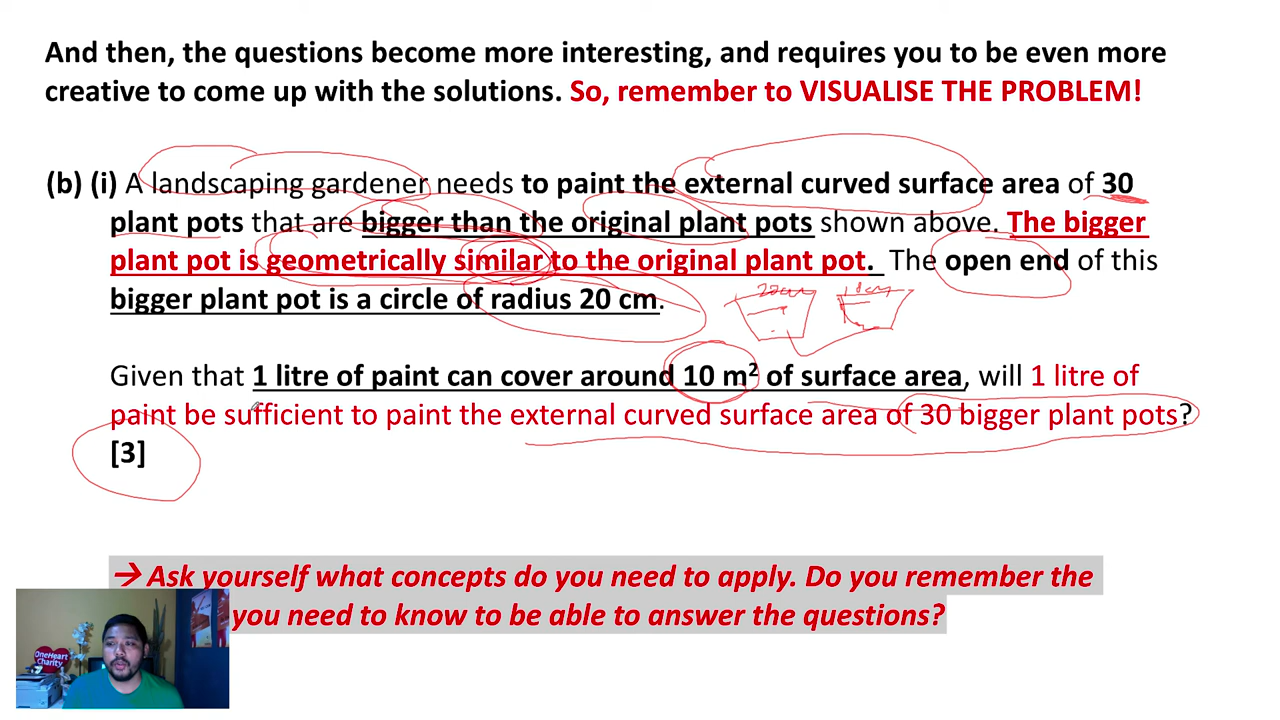 And then, the questions become more interesting, and requires you to be even more
creative to come up with the solutions. So, remember to VISUALISE THE PROBLEM!
(b) (i) A landscaping gardener needs to paint the external curved surface area of 30
plant pots that are bigger than the original plant pots shown above. The bigger
plant pot is geometrically similar to the original plant pot. The open end of this
bigger plant pot is a circle of radius 20 cm.
20cm
18cm
Given that 1 litre of paint can cover around 10 m² of surface area, will 1 litre of
paint be sufficient to paint the external curved surface area of 30 bigger plant pots?
[3]
→ Ask yourself what concepts do you need to apply. Do you remember the
you need to know to be able to answer the questions?
OneHeart
Charity